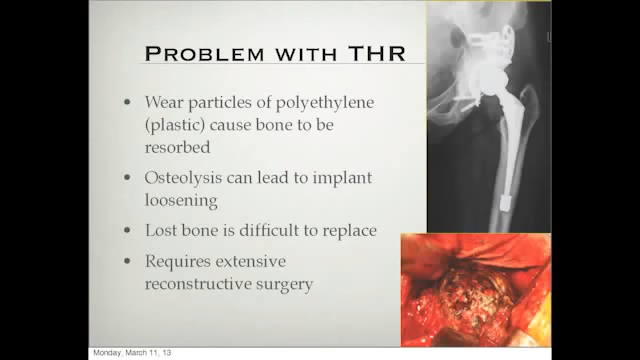 PROBLEM WITH THR
• Wear particles of polyethylene
(plastic) cause bone to be
resorbed
• Osteolysis can lead to implant
loosening
• Lost bone is difficult to replace
• Requires extensive
reconstructive surgery
Monday, March 11, 13